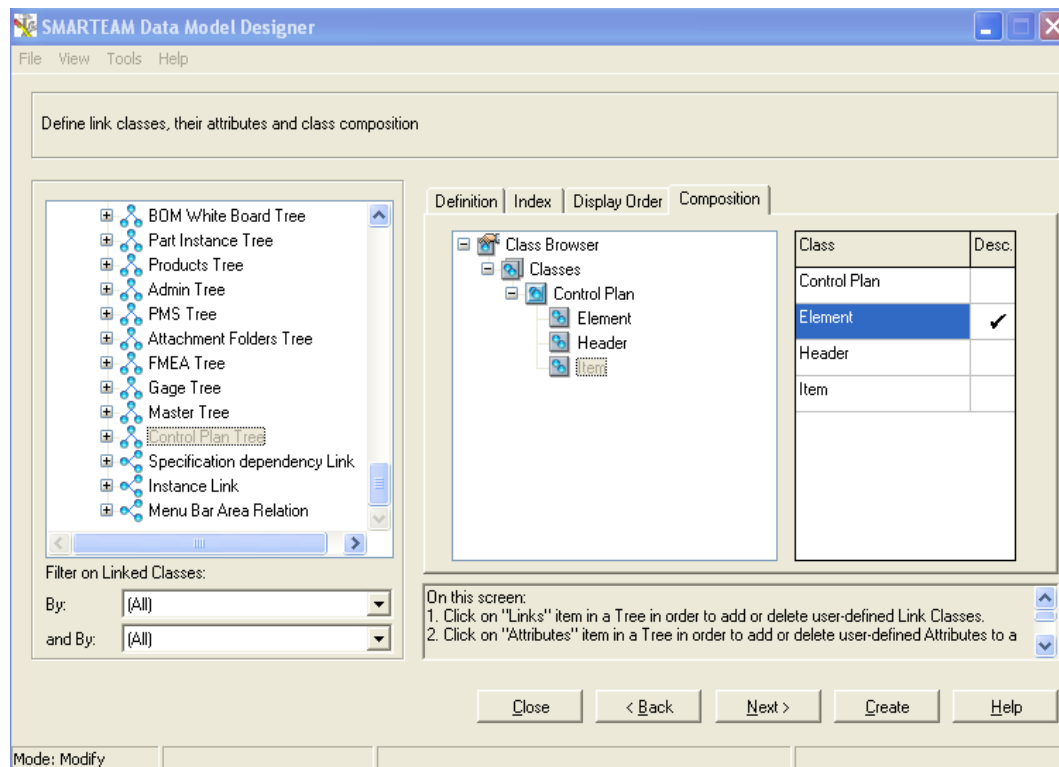 SMARTEAM Data Model Designer
File View Tools Help
Define link classes, their attributes and class composition
BOM White Board Tree
Part Instance Tree
Products Tree
Admin Tree
PMS Tree
Attachment Folders Tree
FMEA Tree
Gage Tree
Master Tree
Control Plan Tree
Specification dependency Link
Instance Link
Menu Bar Area Relation
Filter on Linked Classes:
By: (All)
and By: (All)
Definition Index Display Order Composition
Class Browser
Classes
Control Plan
Element
Header
Item
Class Desc.
Control Plan
Element
Header
Item
On this screen:
1. Click on "Links" item in a Tree in order to add or delete user-defined Link Classes.
2. Click on "Attributes" item in a Tree in order to add or delete user-defined Attributes to a
Close < Back Next > Create Help
Mode: Modify